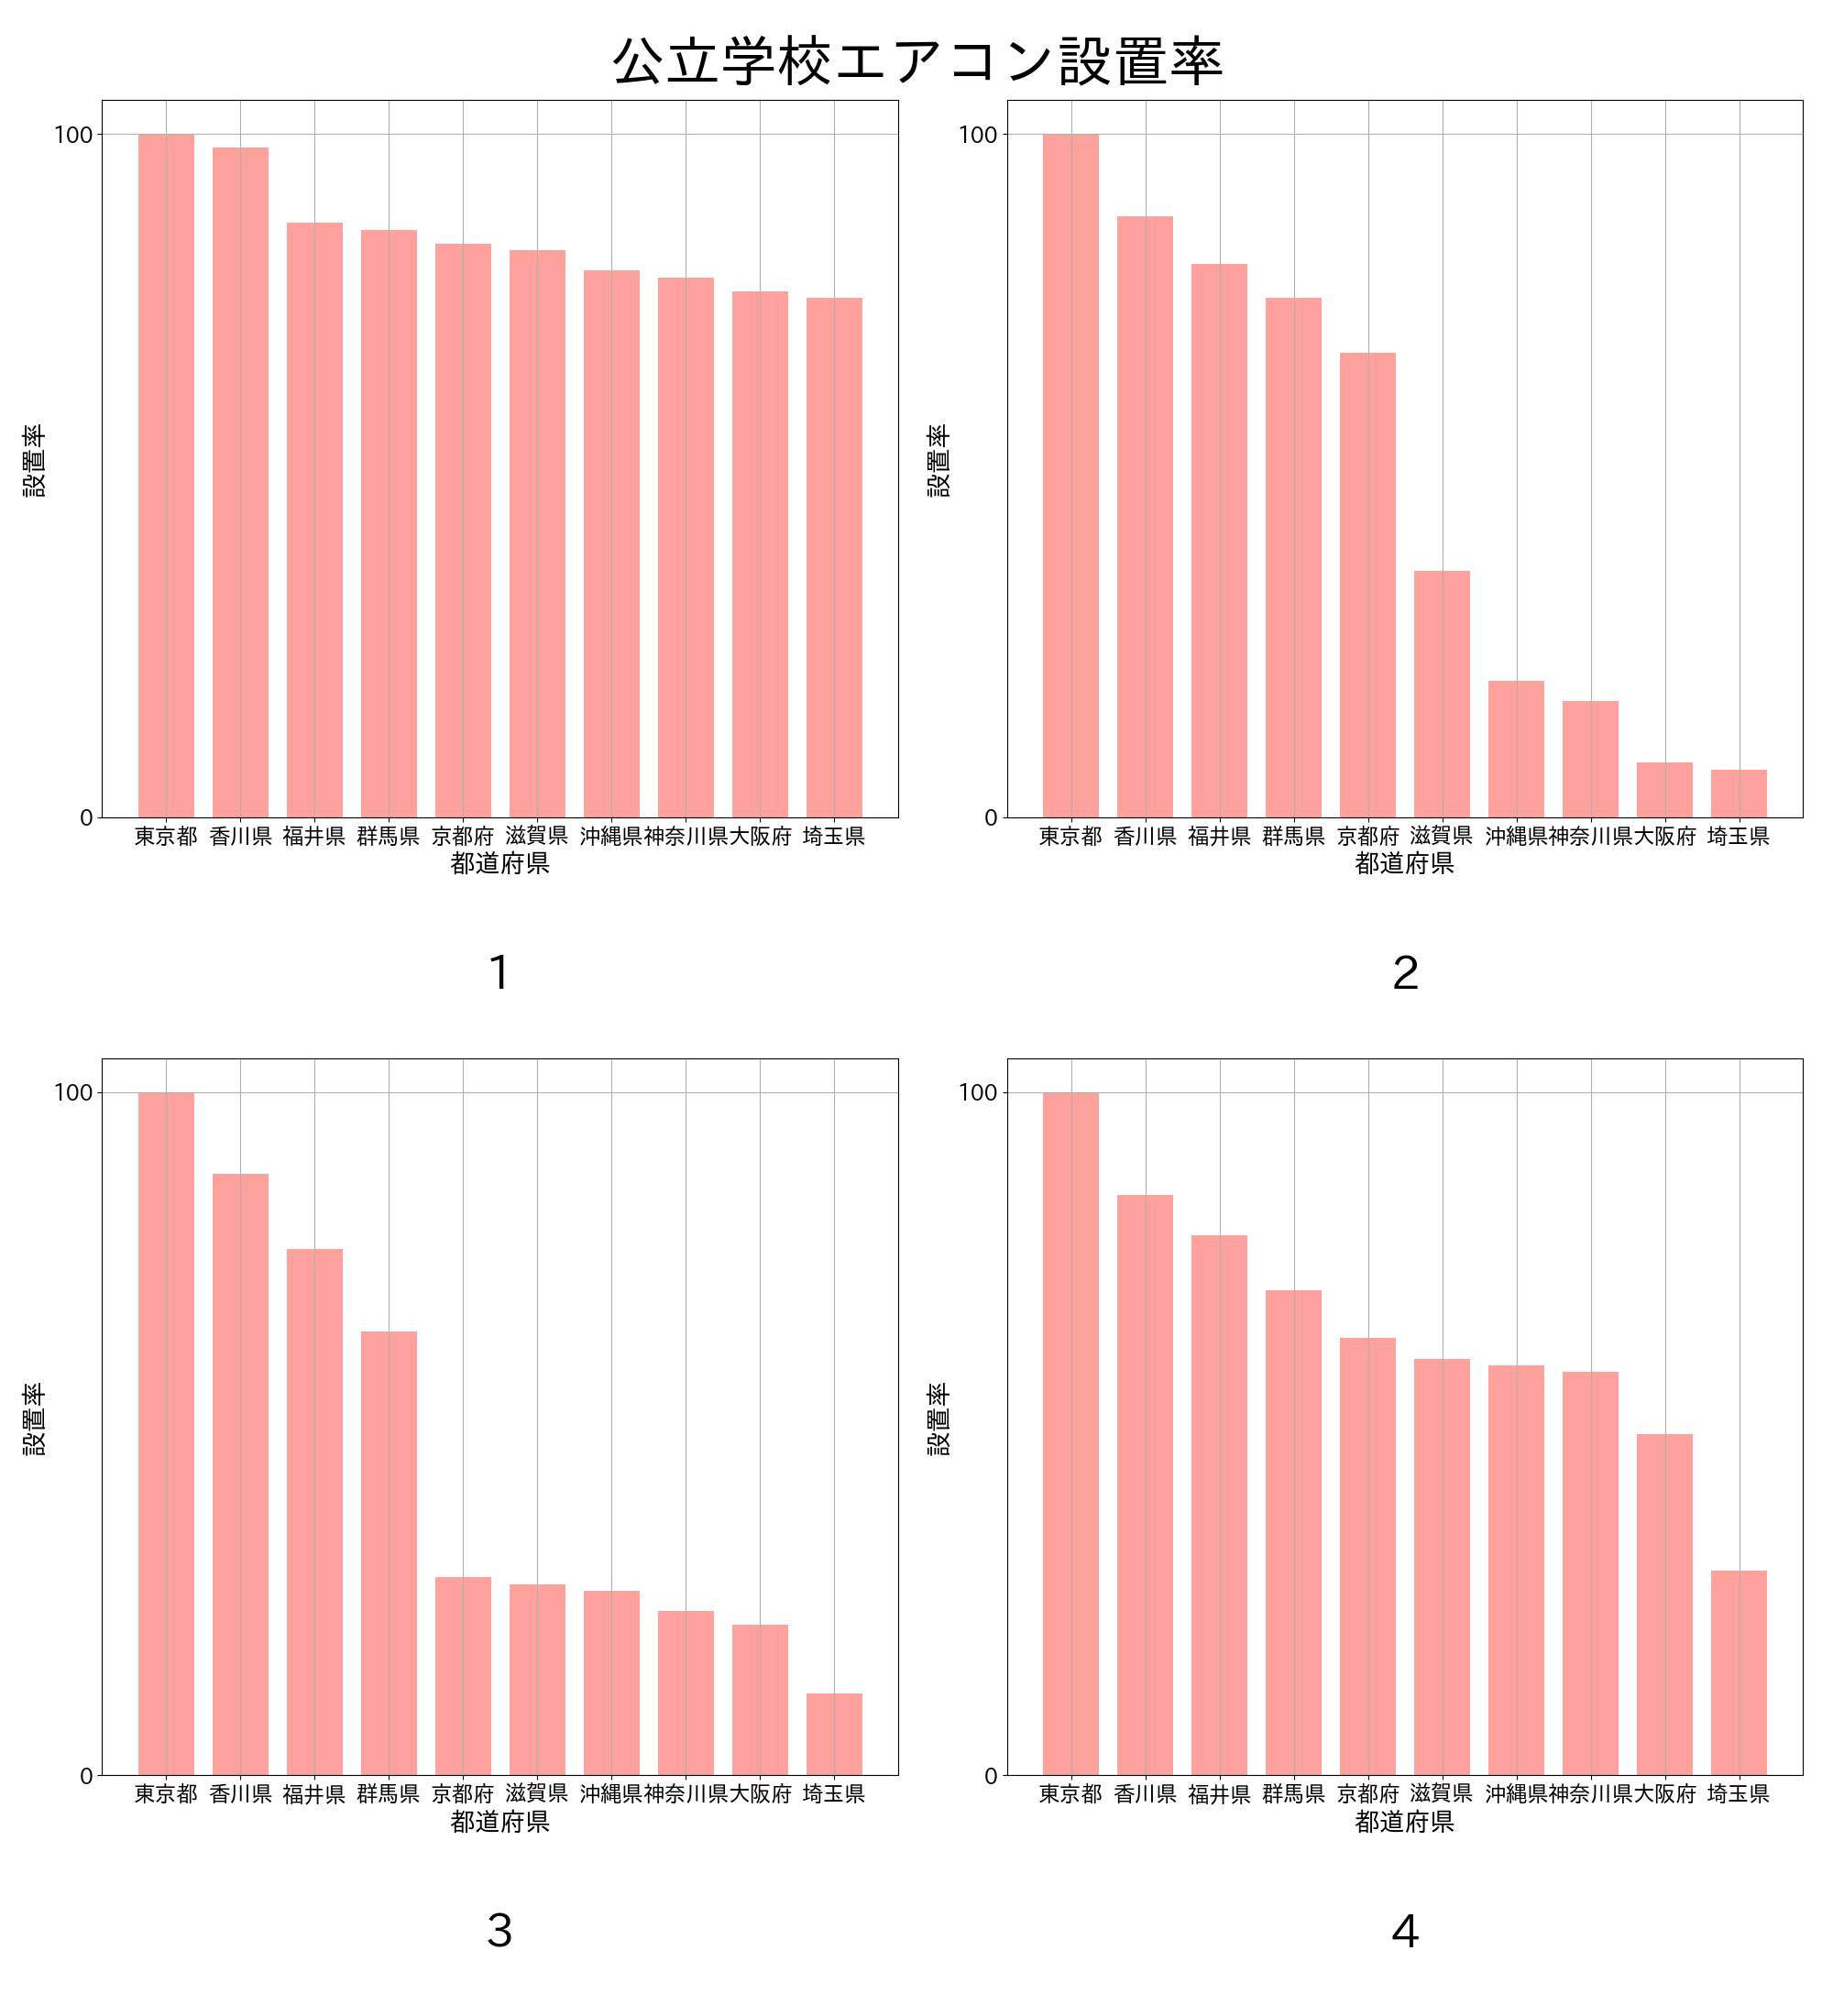 公立学校エアコン設置率
100
0
設置率
東京都 香川県 福井県 群馬県 京都府 滋賀県 沖縄県 神奈川県 大阪府 埼玉県
都道府県
1
100
0
設置率
東京都 香川県 福井県 群馬県 京都府 滋賀県 沖縄県 神奈川県 大阪府 埼玉県
都道府県
2
100
0
設置率
東京都 香川県 福井県 群馬県 京都府 滋賀県 沖縄県 神奈川県 大阪府 埼玉県
都道府県
3
100
0
設置率
東京都 香川県 福井県 群馬県 京都府 滋賀県 沖縄県 神奈川県 大阪府 埼玉県
都道府県
4